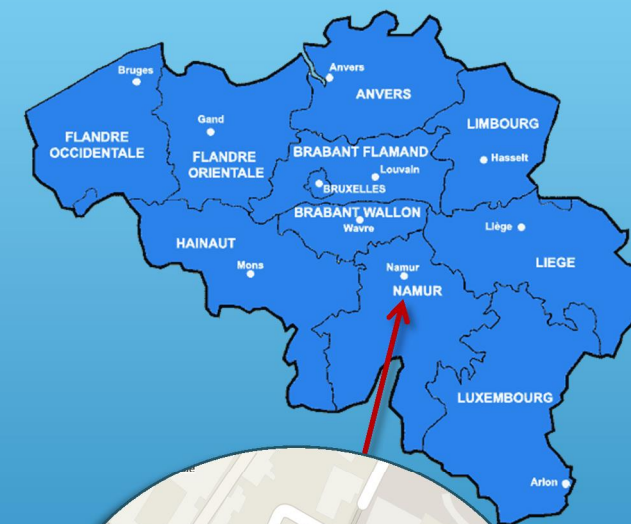 Bruges
Anvers
ANVERS
Gand
LIMBOURG
FLANDRE
OCCIDENTALE
FLANDRE
ORIENTALE
BRABANT FLAMAND
Hasselt
Louvain
BRUXELLES
BRABANT WALLON
Wavre
Liège
HAINAUT
LIEGE
Mons
Namur
NAMUR
LUXEMBOURG
Arlon